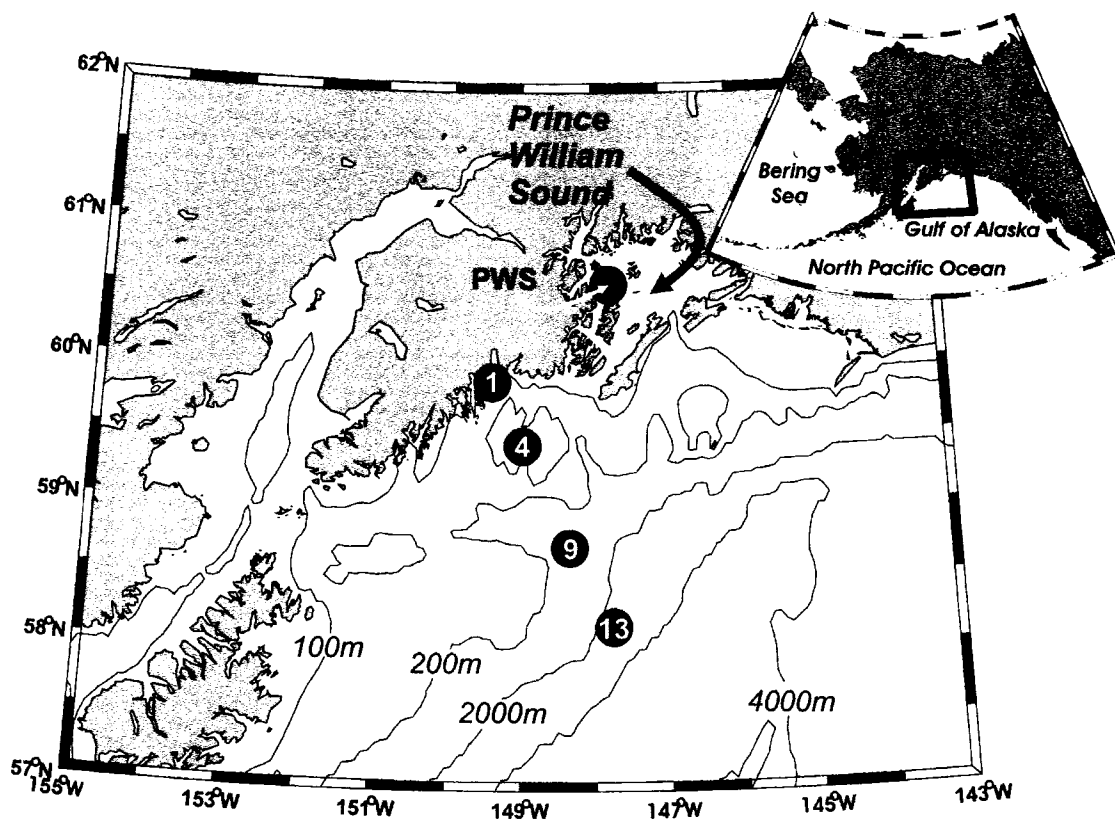 62°N
61°N
60°N
59°N
58°N
57°N
155°W
153°W
151°W
149°W
147°W
145°W
143°W
Prince
William
Sound
PWS
1
4
9
13
100m
200m
2000m
4000m
Bering
Sea
Gulf of Alaska
North Pacific Ocean